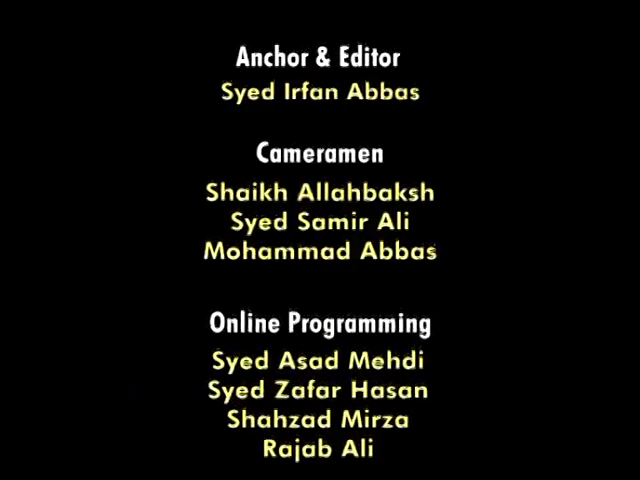 Anchor & Editor
Syed Irfan Abbas
Cameramen
Shaikh Allahbaksh
Syed Samir Ali
Mohammad Abbas
Online Programming
Syed Asad Mehdi
Syed Zafar Hasan
Shahzad Mirza
Rajab Ali